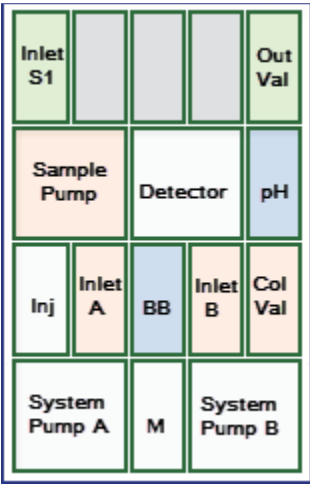 Inlet
S1
Out
Val
Sample
Pump
Detector
pH
Inj
Inlet
A
BB
Inlet
B
Col
Val
System
Pump A
M
System
Pump B